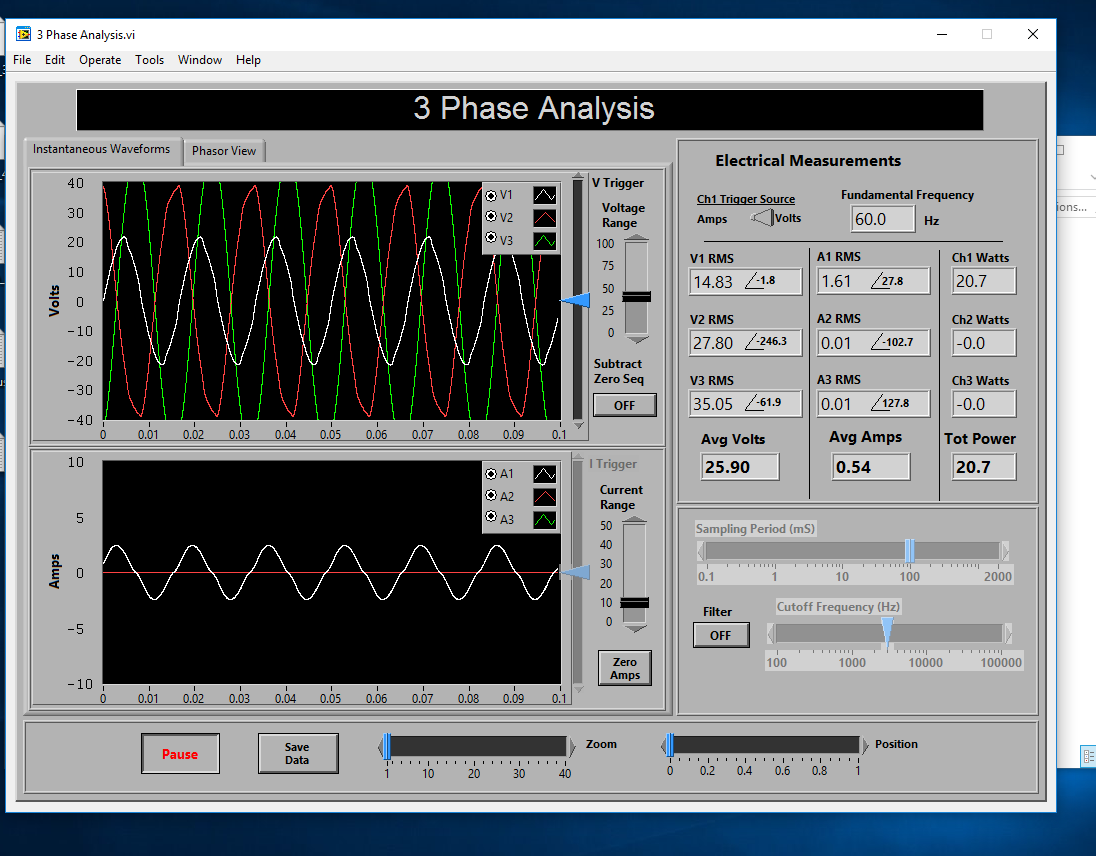 3 Phase Analysis.vi
File Edit Operate Tools Window Help
3 Phase Analysis
Instantaneous Waveforms
Phasor View
40
30
20
10
0
-10
-20
-30
-40
Volts
0 0.01 0.02 0.03 0.04 0.05 0.06 0.07 0.08 0.09 0.1
V1
V2
V3
V Trigger
Voltage
Range
100
75
50
25
0
Subtract
Zero Seq
OFF
10
5
0
-5
-10
Amps
0 0.01 0.02 0.03 0.04 0.05 0.06 0.07 0.08 0.09 0.1
A1
A2
A3
I Trigger
Current
Range
50
40
30
20
10
0
Zero
Amps
Electrical Measurements
Ch1 Trigger Source
Amps Volts
Fundamental Frequency
60.0 Hz
V1 RMS
14.83 -1.8
V2 RMS
27.80 -246.3
V3 RMS
35.05 -61.9
Avg Volts
25.90
A1 RMS
1.61 27.8
A2 RMS
0.01 -102.7
A3 RMS
0.01 127.8
Avg Amps
0.54
Ch1 Watts
20.7
Ch2 Watts
-0.0
Ch3 Watts
-0.0
Tot Power
20.7
Sampling Period (mS)
0.1 1 10 100 2000
Filter
OFF
Cutoff Frequency (Hz)
100 1000 10000 100000
Pause
Save
Data
Zoom
1 10 20 30 40
Position
0 0.2 0.4 0.6 0.8 1
ions...